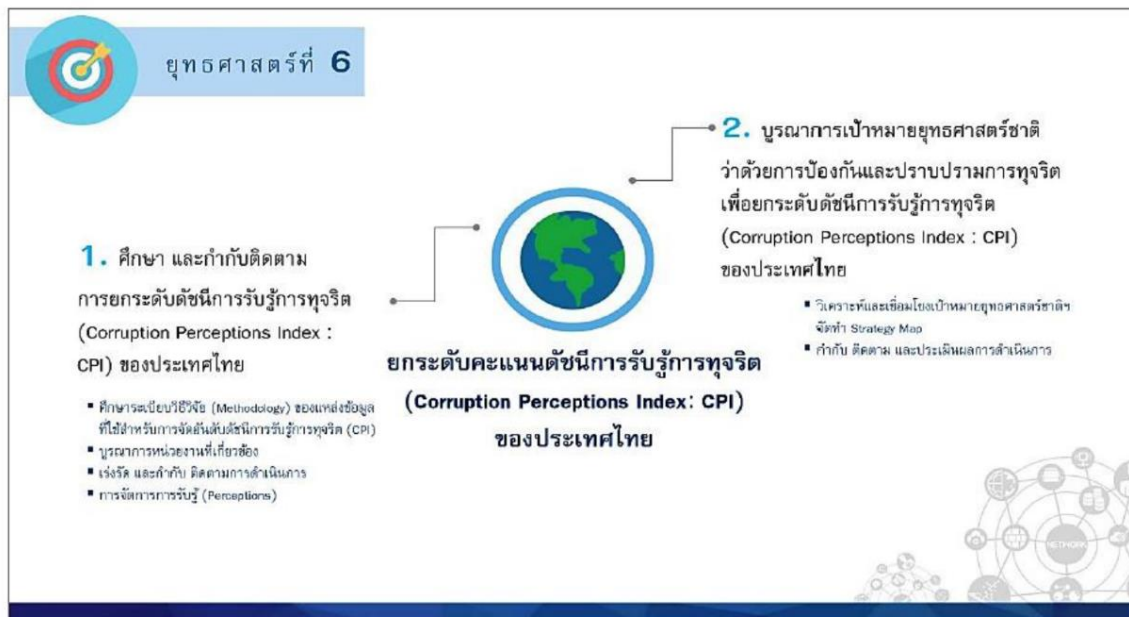 ยุทธศาสตร์ที่ 6
1. ศึกษา และกำกับติดตาม
การยกระดับดัชนีการรับรู้การทุจริต
(Corruption Perceptions Index :
CPI) ของประเทศไทย
▪ ศึกษาระเบียบวิธีวิจัย (Methodology) ของแหล่งข้อมูล
ที่ใช้สำหรับการจัดอันดับดัชนีการรับรู้การทุจริต (CPI)
▪ บูรณาการหน่วยงานที่เกี่ยวข้อง
▪ เร่งรัด และกำกับ ติดตามการดำเนินการ
▪ การจัดการการรับรู้ (Perceptions)
2. บูรณาการเป้าหมายยุทธศาสตร์ชาติ
ว่าด้วยการป้องกันและปราบปรามการทุจริต
เพื่อยกระดับดัชนีการรับรู้การทุจริต
(Corruption Perceptions Index : CPI)
ของประเทศไทย
▪ วิเคราะห์และเชื่อมโยงเป้าหมายยุทธศาสตร์ชาติฯ
จัดทำ Strategy Map
▪ กำกับ ติดตาม และประเมินผลการดำเนินการ
ยกระดับคะแนนดัชนีการรับรู้การทุจริต
(Corruption Perceptions Index: CPI)
ของประเทศไทย
NETWORK